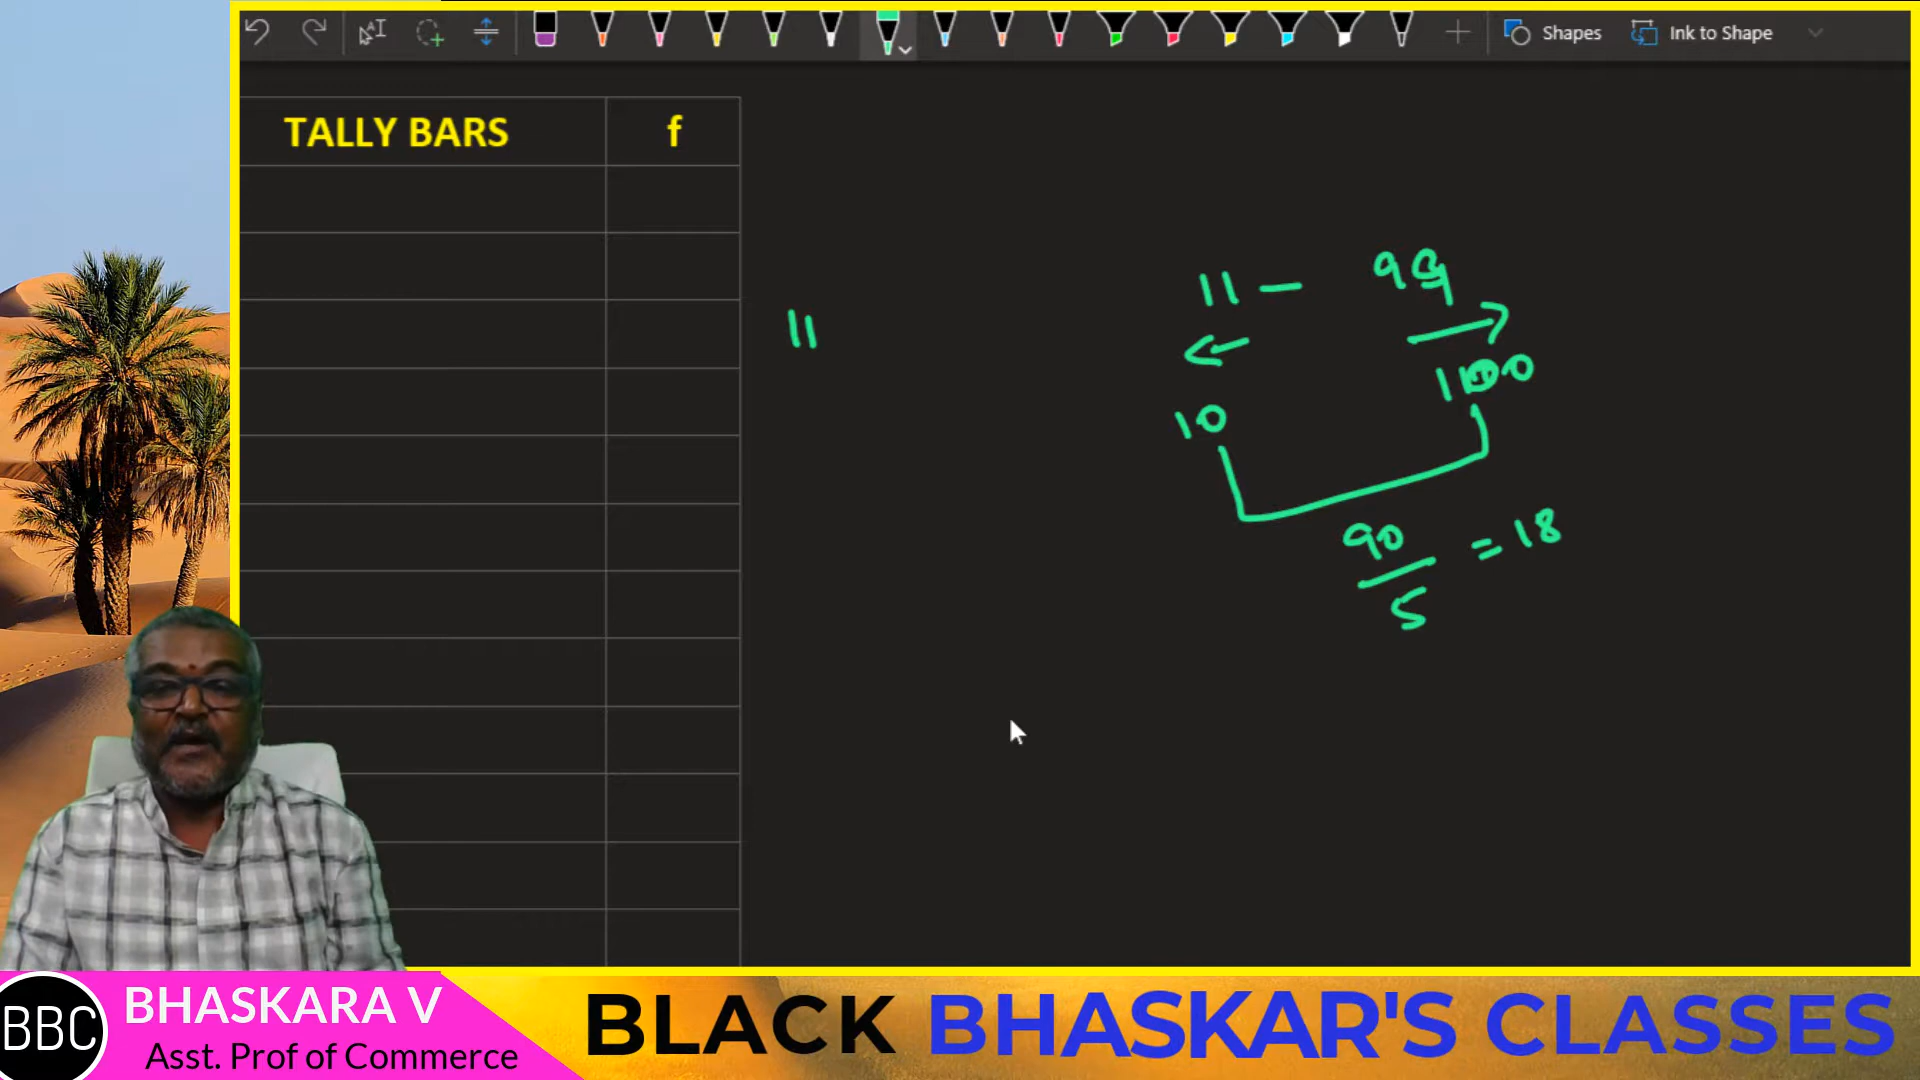 Shapes
Ink to Shape
TALLY BARS f
11 — 99
11
10 100
90
5
= 18
BBC
BHASKARA V
Asst. Prof of Commerce
BLACK BHASKAR'S CLASSES